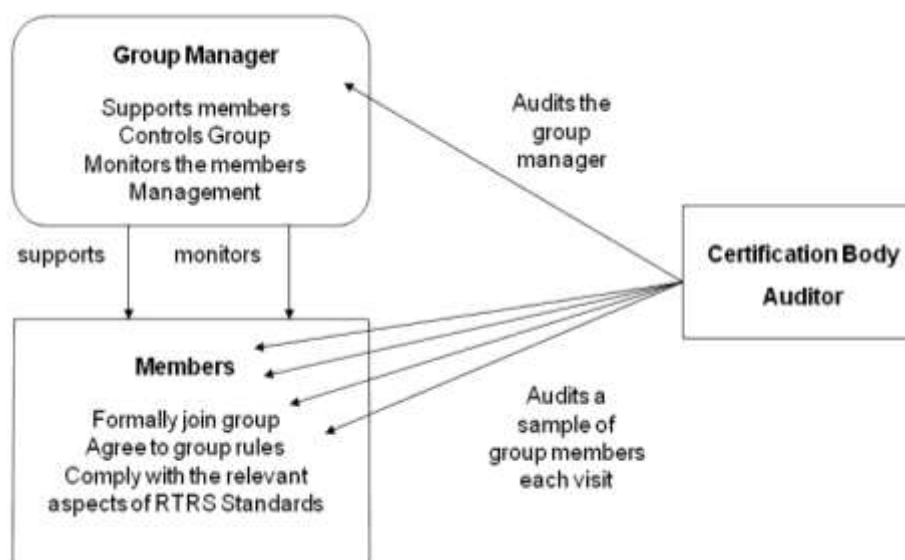 Group Manager
Supports members
Controls Group
Monitors the members
Management
supports
monitors
Members
Formally join group
Agree to group rules
Comply with the relevant
aspects of RTRS Standards
Audits the
group
manager
Certification Body
Auditor
Audits a
sample of
group members
each visit